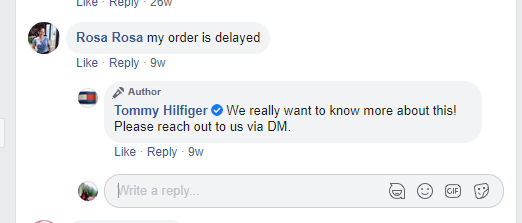 Like · Reply · 26w
Rosa Rosa my order is delayed
Like · Reply · 9w
Author
Tommy Hilfiger We really want to know more about this!
Please reach out to us via DM.
Like · Reply · 9w
Write a reply...
GIF